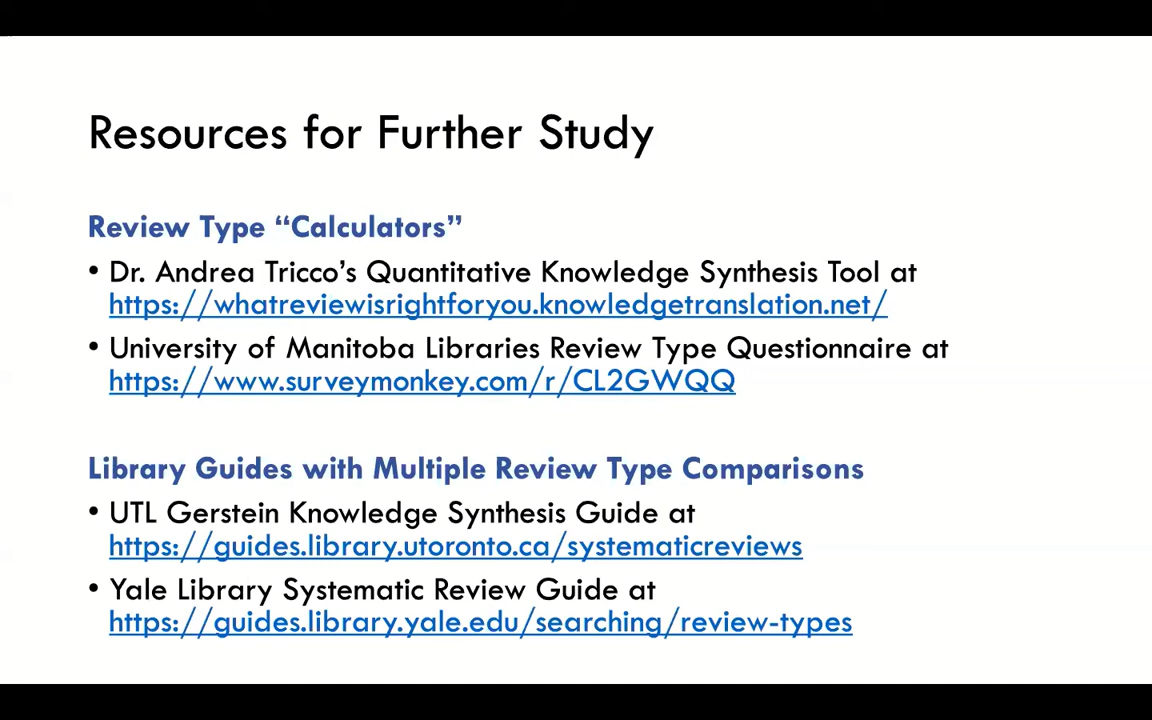 Resources for Further Study
Review Type “Calculators”
• Dr. Andrea Tricco’s Quantitative Knowledge Synthesis Tool at
https://whatreviewisrightforyou.knowledgetranslation.net/
• University of Manitoba Libraries Review Type Questionnaire at
https://www.surveymonkey.com/r/CL2GWQQ
Library Guides with Multiple Review Type Comparisons
• UTL Gerstein Knowledge Synthesis Guide at
https://guides.library.utoronto.ca/systematicreviews
• Yale Library Systematic Review Guide at
https://guides.library.yale.edu/searching/review-types